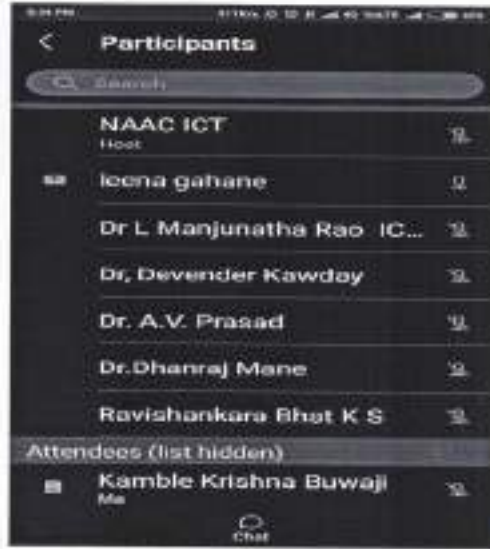 Participants
Search
NAAC ICT
Host
leena gahane
Dr L Manjunatha Rao IC...
Dr, Devender Kawday
Dr. A.V. Prasad
Dr.Dhanraj Mane
Ravishankara Bhat K S
Attendees (list hidden)
Kamble Krishna Buwaji
Me
Chat